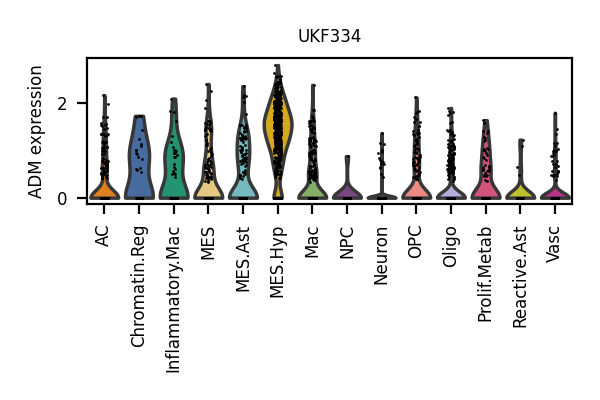 UKF334
ADM expression
2
0
AC
Chromatin.Reg
Inflammatory.Mac
MES
MES.Ast
MES.Hyp
Mac
NPC
Neuron
OPC
Oligo
Prolif.Metab
Reactive.Ast
Vasc